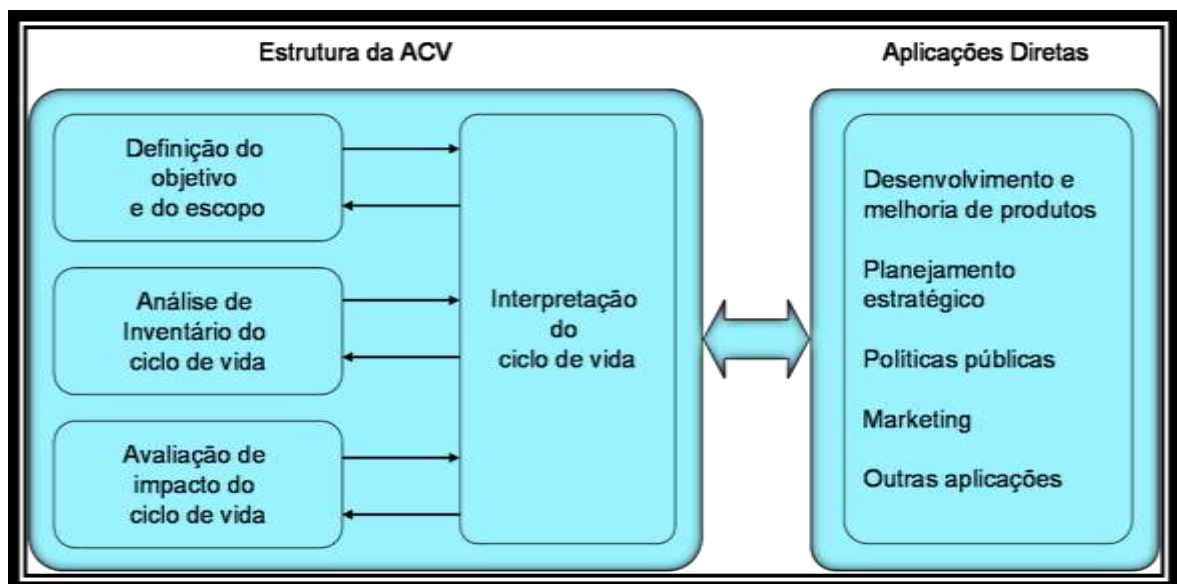 Estrutura da ACV
Definição do
objetivo
e do escopo
Análise de
Inventário do
ciclo de vida
Avaliação de
impacto do
ciclo de vida
Interpretação
do
ciclo de vida
Aplicações Diretas
Desenvolvimento e
melhoria de produtos
Planejamento
estratégico
Políticas públicas
Marketing
Outras aplicações